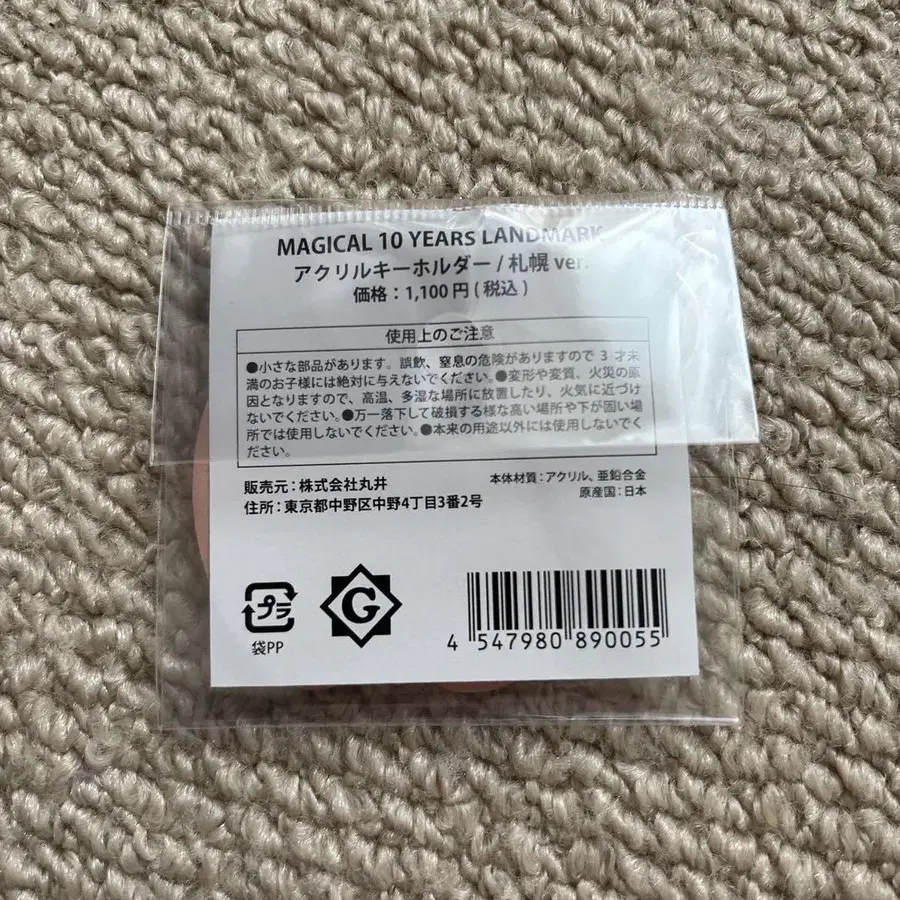 MAGICAL 10 YEARS LANDMARK
アクリルキーホルダー / 札幌 ver.
価格：1,100 円 ( 税込 )
使用上のご注意
●小さな部品があります。誤飲、窒息の危険がありますので 3 才未
満のお子様には絶対に与えないでください。●変形や変質、火災の原
因となりますので、高温、多湿な場所に放置したり、火気に近づけ
ないでください。●万一落下して破損する様な高い場所や下が固い場
所では使用しないでください。●本来の用途以外には使用しないでく
ださい。
販売元：株式会社丸井
住所：東京都中野区中野4丁目3番2号
本体材質：アクリル、亜鉛合金
原産国：日本
プラ
袋PP
G
4 547980 890055